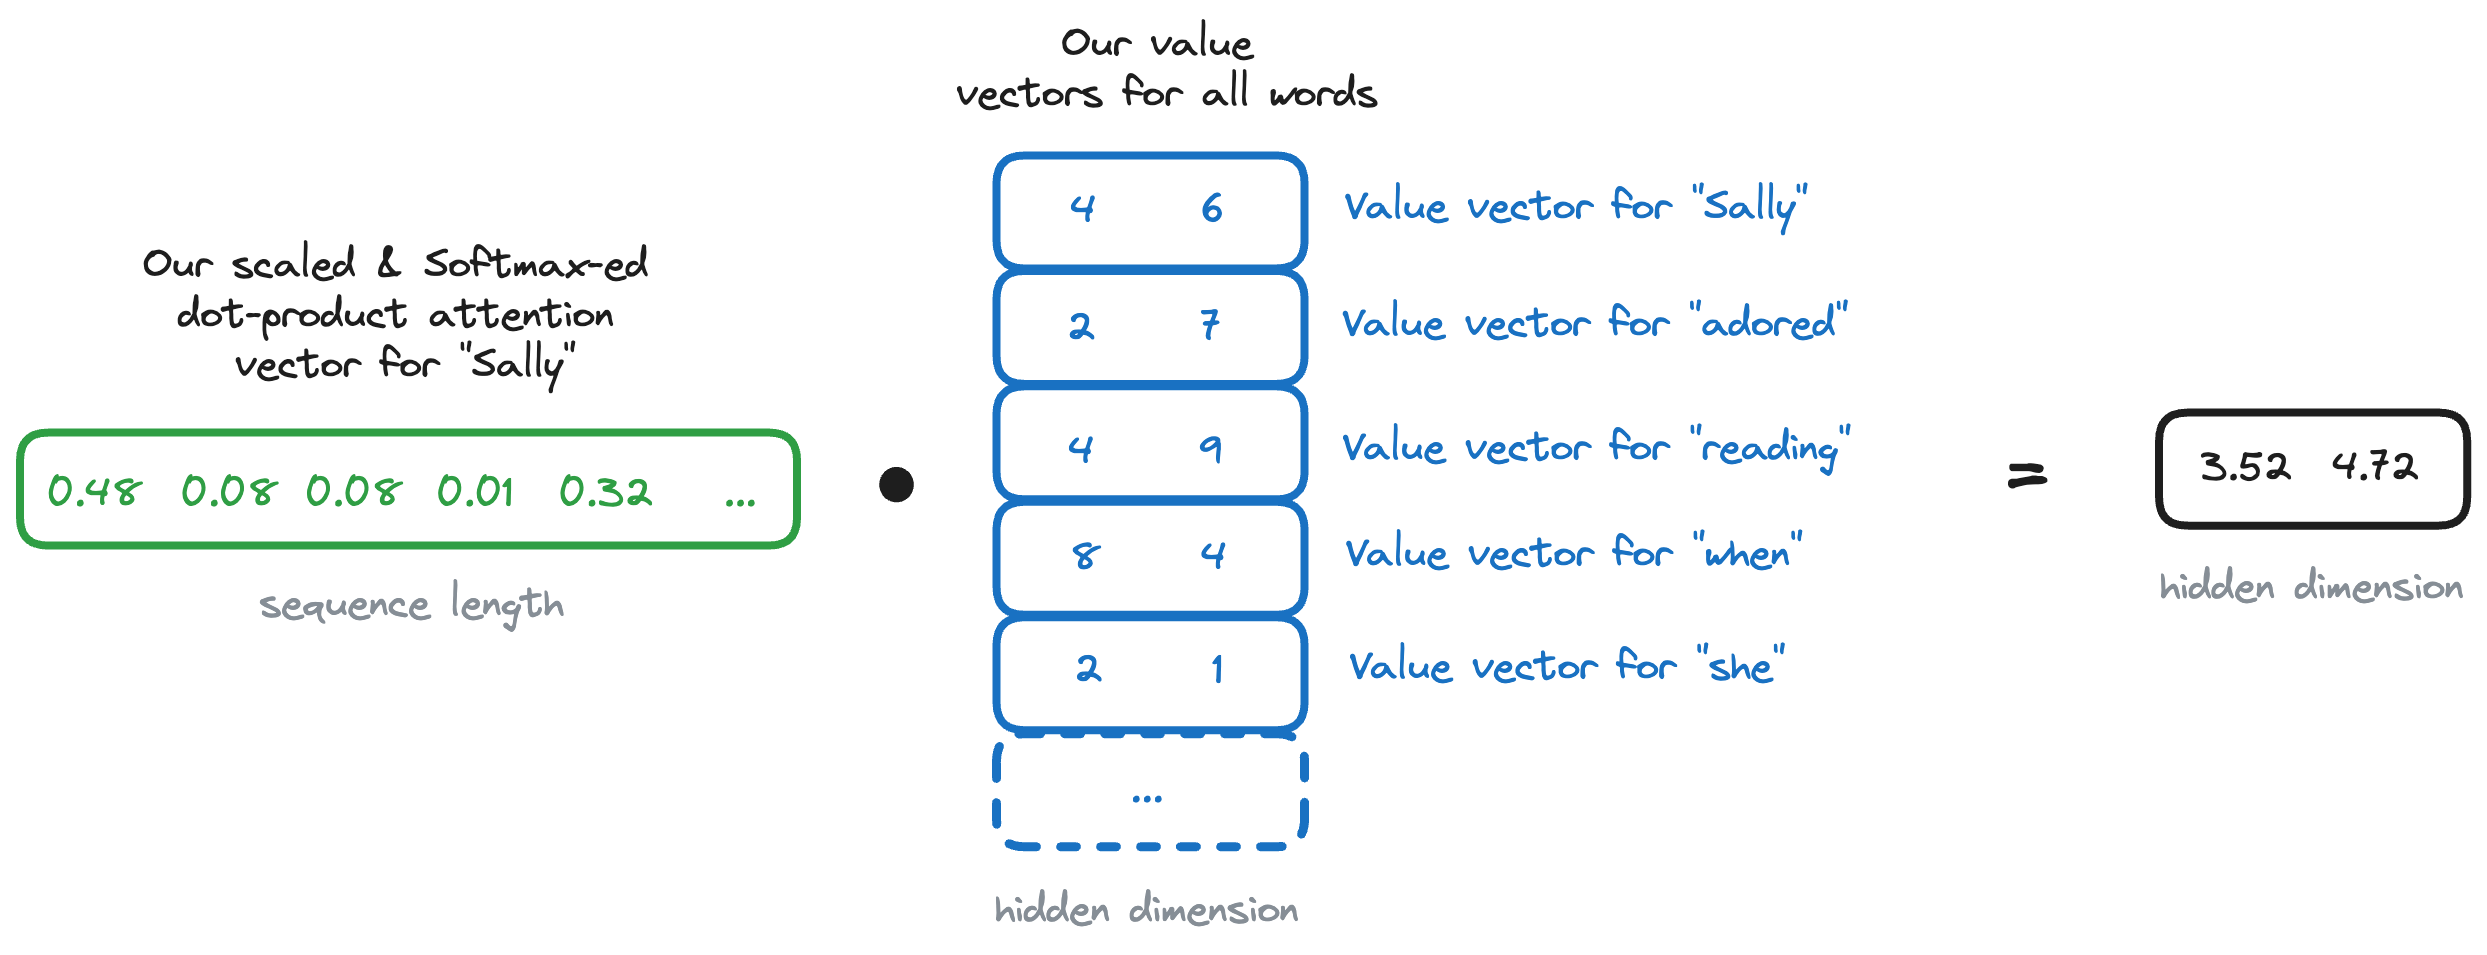 Our value
vectors for all words
Our scaled & Softmax-ed
dot-product attention
vector for "Sally"
0.48 0.08 0.08 0.01 0.32 ...
sequence length
•
4 6
Value vector for "Sally"
2 7
Value vector for "adored"
4 9
Value vector for "reading"
8 4
Value vector for "when"
2 1
Value vector for "she"
...
hidden dimension
=
3.52 4.72
hidden dimension